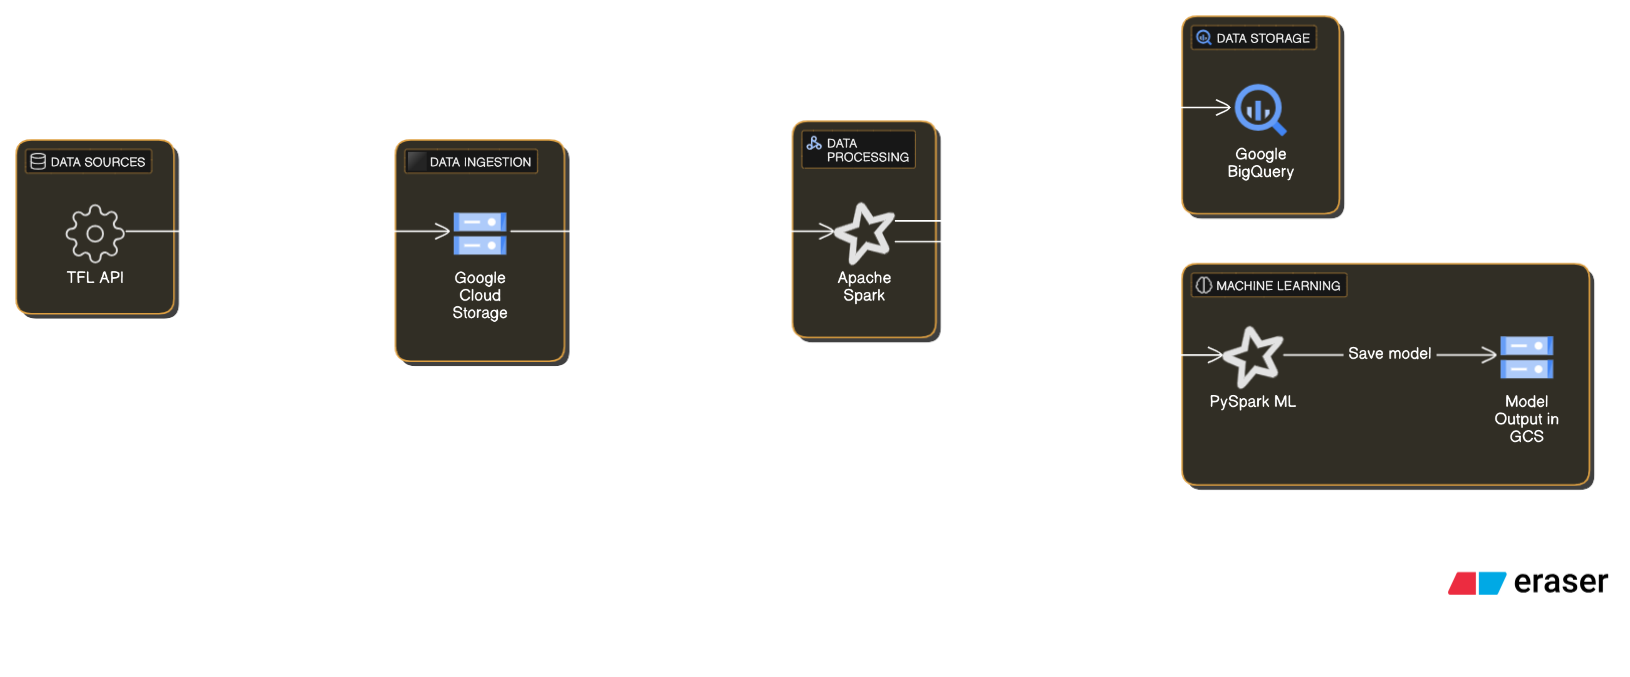 DATA SOURCES
TFL API
DATA INGESTION
Google
Cloud
Storage
DATA
PROCESSING
Apache
Spark
DATA STORAGE
Google
BigQuery
MACHINE LEARNING
PySpark ML
Save model
Model
Output in
GCS
eraser